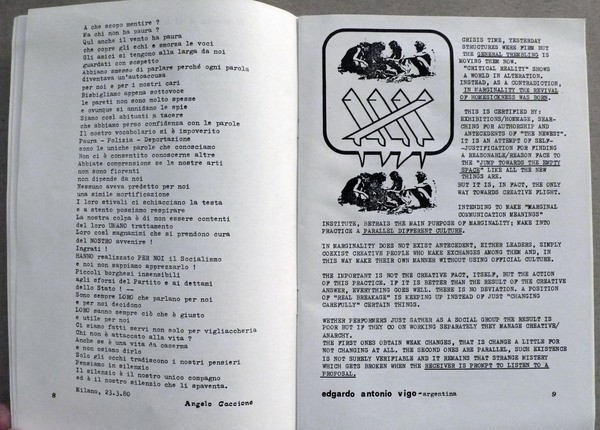 A che scopo mentire ?
Ma chi non ha paura ?
Qui anche il vento ha paura
che copre gli echi e smorza le voci
Gli amici si tengono alla larga da noi
guardati con sospetto
Abbiamo smesso di parlare perché ogni parola
diventava un'autoaccusa
per noi e per i nostri cari
Bisbigliamo appena sottovoce
le pareti non sono molto spesse
e ovunque si annidano le spie
Siamo così abituati a tacere
che abbiamo perso confidenza con le parole
Il nostro vocabolario si è impoverito
Paura - Polizia - Deportazione
sono le uniche parole che conosciamo
Non ci è consentito conoscerne altre
Abbiate comprensione se le nostre arti
non sono fiorenti
non dipende da noi
Nessuno aveva predetto per noi
una simile mortificazione
I loro stivali ci schiacciano la testa
e a stento possiamo respirare
La nostra colpa è di non essere contenti
del loro UMANO trattamento
Loro così magnanimi che si prendono cura
del NOSTRO avvenire !
Ingrati !
HANNO realizzato PER NOI il Socialismo
e noi non sappiamo apprezzarlo !
Piccoli borghesi insensibili
agli sforzi del Partito e ai dettami
dello Stato ! —
Sono sempre LORO che parlano per noi
e per noi decidono
LORO sanno sempre ciò che è giusto
e utile per noi
Ci siamo fatti servi non solo per vigliaccheria
Chi non è attaccato alla vita ?
Anche se è una vita da caserma
e non osiamo dirlo
Solo gli occhi tradiscono i nostri pensieri
Pensiamo in silenzio
Il silenzio è il nostro unico compagno
ed è il nostro silenzio che li spaventa.
Milano, 23.3.80
Angelo Gaccione
8
CRISIS TIME, YESTERDAY
STRUCTURES WERE FIRM BUT
THE GENERAL TREMBLING IS
MOVING THEM NOW.
"CRITICAL REALITY" SHOWS
A WORLD IN ALTERATION.
INSTEAD, AS A CONTRADICTION,
IN MARGINALITY THE REVIVAL
OF HOMESICKNESS WAS BORN.
THIS IS CERTIFIED BY:
EXHIBITIONS/HOMMAGE, SEAR-
CHING FOR AUTHORSHIP AND
ANTECEDENTS OF "THE NEWEST".
IT IS AN ATTEMPT OF SELF-
-JUSTIFICATION FOR FINDING
A REASONABLE/REASON FACE TO
THE "JUMP TOWARDS THE EMPTY
SPACE" LIKE ALL THE NEW
THINGS ARE.
BUT IT IS, IN FACT, THE ONLY
WAY TOWARDS CREATIVE FLIGHT.
INTENDING TO MAKE "MARGINAL
COMMUNICATION MEANINGS"
INSTITUTE, BETRAIS THE MAIN PURPOSE OF MARGINALITY; MAKE INTO
PRACTICE A PARALLEL DIFFERENT CULTURE.
IN MARGINALITY DOES NOT EXIST ANTECEDENT, EITHER LEADERS, SIMPLY
COEXIST CREATIVE PEOPLE WHO MAKE EXCHANGES AMONG THEM AND, IN
THIS WAY MAKE THEIR OWN MANNER WITHOUT USING OFFICIAL CULTURE.
THE IMPORTANT IS NOT THE CREATIVE FACT, ITSELF, BUT THE ACTION
OF THIS PRACTICE. IF IT IS BETTER THAN THE RESULT OF THE CREATIVE
ANSWER, EVERYTHING GOES WELL. THERE IS NO DEVIATION. A POSITION
OF "REAL BREAKAGE" IS KEEPING UP INSTEAD OF JUST "CHANGING
CAREFULLY" CERTAIN THINGS.
WETHER PERFORMERS JUST GATHER AS A SOCIAL GROUP THE RESULT IS
POOR BUT IF THEY GO ON WORKING SEPARATELY THEY MANAGE CREATIVE/
ANARCHY.
THE FIRST ONES OBTAIN WEAK CHANGES, THAT IS CHANGE A LITTLE FOR
NOT CHANGING AT ALL. THE SECOND ONES ARE PARALLEL, SUCH EXISTENCE
IS NOT SURELY VERIFIABLE AND IT REMAINS THAT STRANGE MISTERY
WHICH GETS BROKEN WHEN THE RECEIVER IS PROMPT TO LISTEN TO A
PROPOSAL.
edgardo antonio vigo-argentina
9